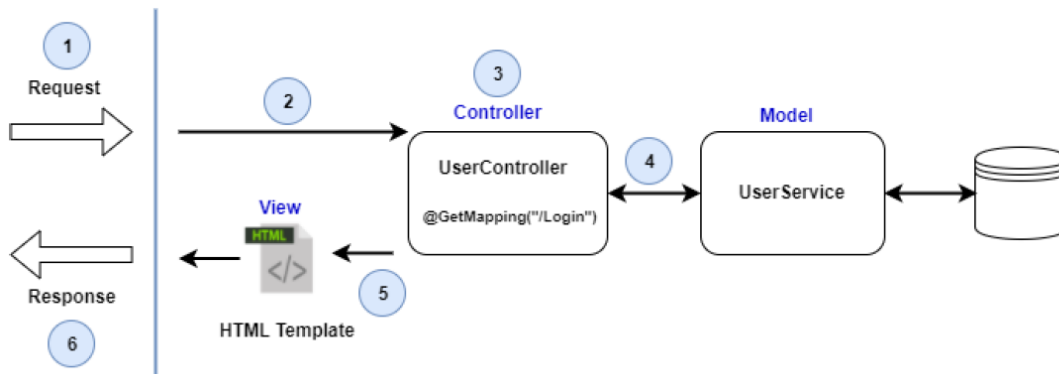 1
Request
2
3
Controller
UserController
@GetMapping("/Login")
4
Model
UserService
View
HTML
</>
HTML Template
5
Response
6